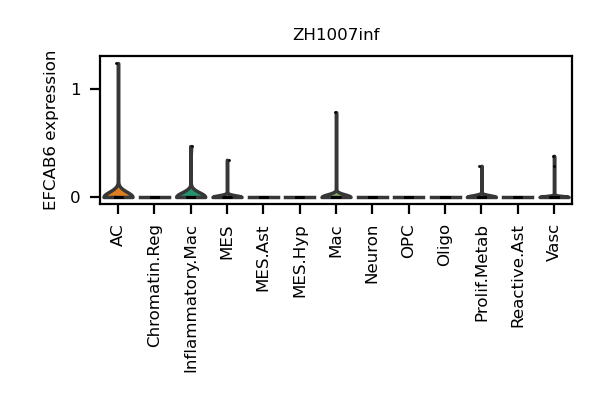 ZH1007inf
EFCAB6 expression
1
0
AC
Chromatin.Reg
Inflammatory.Mac
MES
MES.Ast
MES.Hyp
Mac
Neuron
OPC
Oligo
Prolif.Metab
Reactive.Ast
Vasc